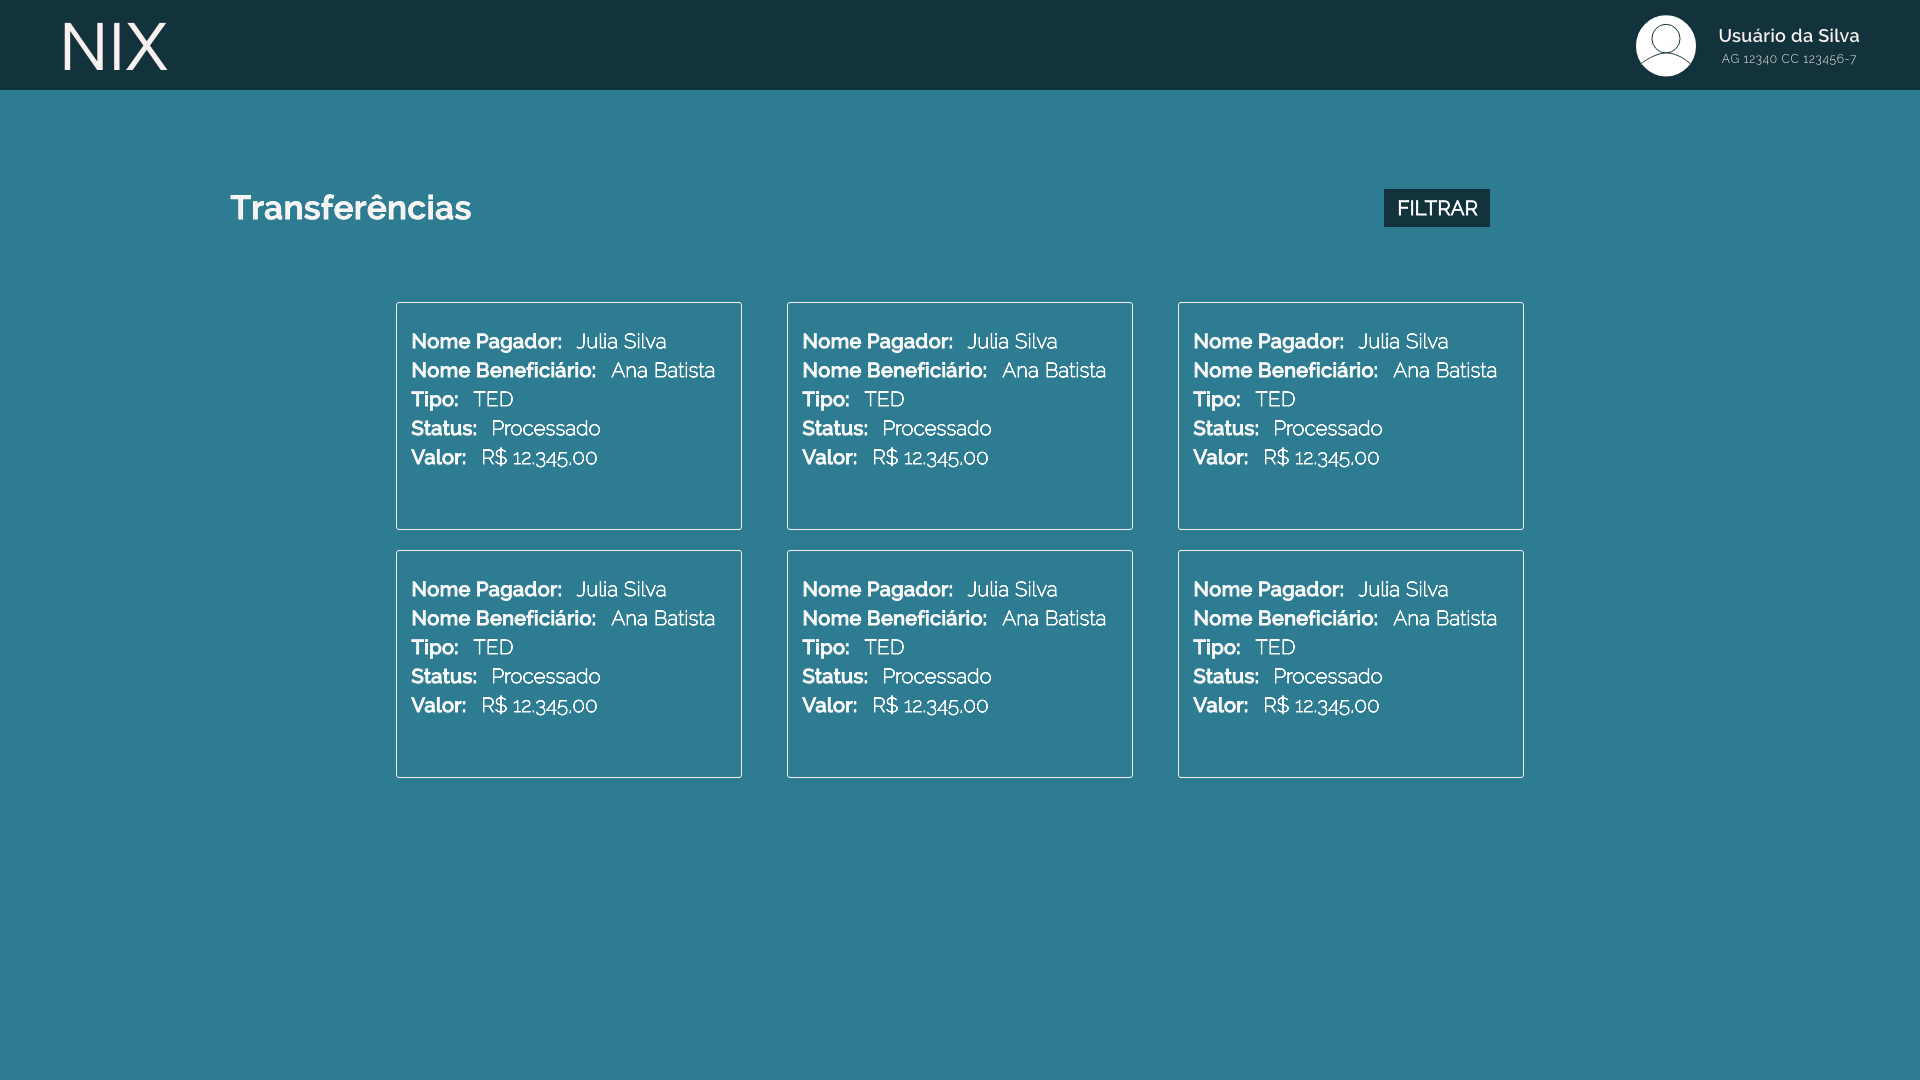 NIX
Usuário da Silva
AG 12340 CC 123456-7
Transferências
FILTRAR
Nome Pagador: Julia Silva
Nome Beneficiário: Ana Batista
Tipo: TED
Status: Processado
Valor: R$ 12.345,00
Nome Pagador: Julia Silva
Nome Beneficiário: Ana Batista
Tipo: TED
Status: Processado
Valor: R$ 12.345,00
Nome Pagador: Julia Silva
Nome Beneficiário: Ana Batista
Tipo: TED
Status: Processado
Valor: R$ 12.345,00
Nome Pagador: Julia Silva
Nome Beneficiário: Ana Batista
Tipo: TED
Status: Processado
Valor: R$ 12.345,00
Nome Pagador: Julia Silva
Nome Beneficiário: Ana Batista
Tipo: TED
Status: Processado
Valor: R$ 12.345,00
Nome Pagador: Julia Silva
Nome Beneficiário: Ana Batista
Tipo: TED
Status: Processado
Valor: R$ 12.345,00